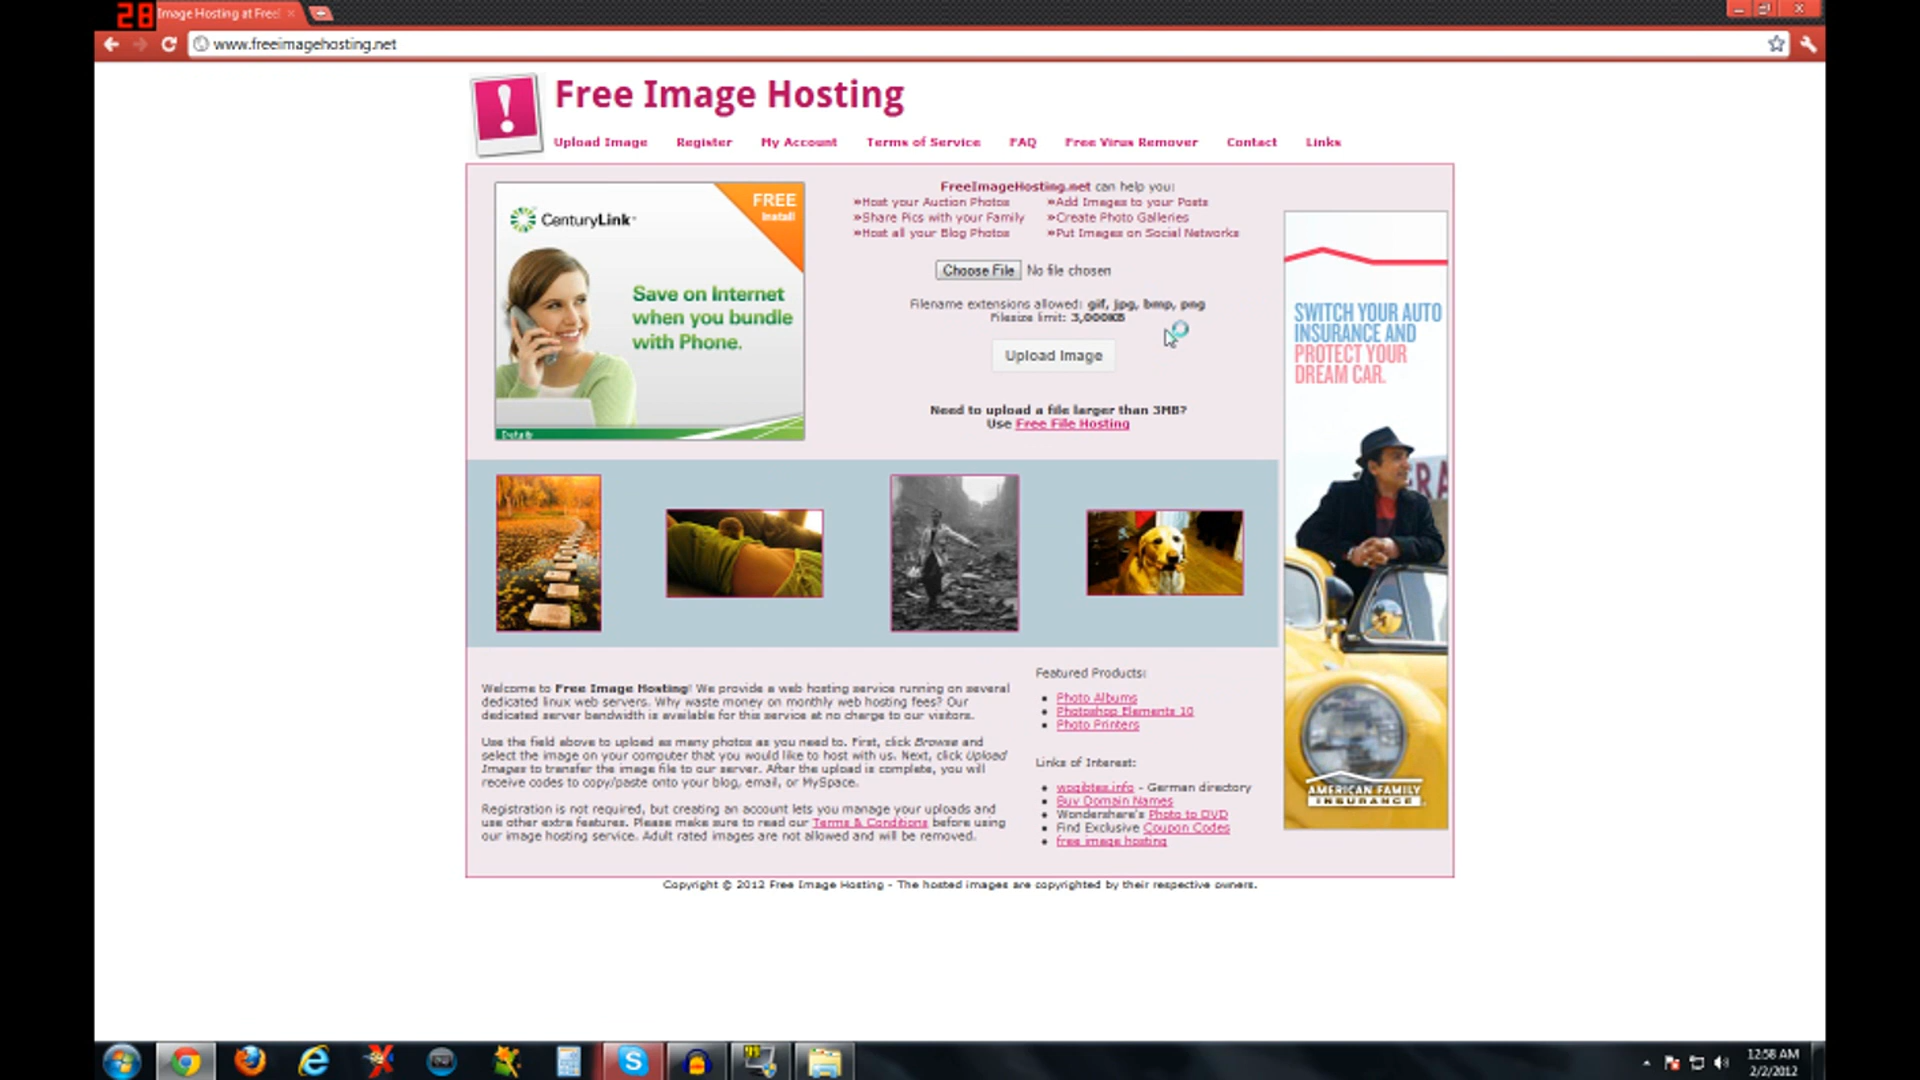 28
Image Hosting at Free
www.freeimagehosting.net
Free Image Hosting
Upload Image Register My Account Terms of Service FAQ Free Virus Remover Contact Links
CenturyLink™
FREE
Install
Save on Internet
when you bundle
with Phone.
Details
FreeImageHosting.net can help you:
»Host your Auction Photos »Add Images to your Posts
»Share Pics with your Family »Create Photo Galleries
»Host all your Blog Photos »Put Images on Social Networks
Choose File No file chosen
Filename extensions allowed: gif, jpg, bmp, png
Filesize limit: 3,000KB
Upload Image
Need to upload a file larger than 3MB?
Use Free File Hosting
SWITCH YOUR AUTO
INSURANCE AND
PROTECT YOUR
DREAM CAR.
AMERICAN FAMILY
INSURANCE
Welcome to Free Image Hosting! We provide a web hosting service running on several
dedicated linux web servers. Why waste money on monthly web hosting fees? Our
dedicated server bandwidth is available for this service at no charge to our visitors.
Use the field above to upload as many photos as you need to. First, click Browse and
select the image on your computer that you would like to host with us. Next, click Upload
Images to transfer the image file to our server. After the upload is complete, you will
receive codes to copy/paste onto your blog, email, or MySpace.
Registration is not required, but creating an account lets you manage your uploads and
use other extra features. Please make sure to read our Terms & Conditions before using
our image hosting service. Adult rated images are not allowed and will be removed.
Featured Products:
Photo Albums
Photoshop Elements 10
Photo Printers
Links of Interest:
- German directory
Buy Domain Names
Wondershare's Photo to DVD
Find Exclusive Coupon Codes
free image hosting
Copyright © 2012 Free Image Hosting - The hosted images are copyrighted by their respective owners.
12:58 AM
2/2/2012